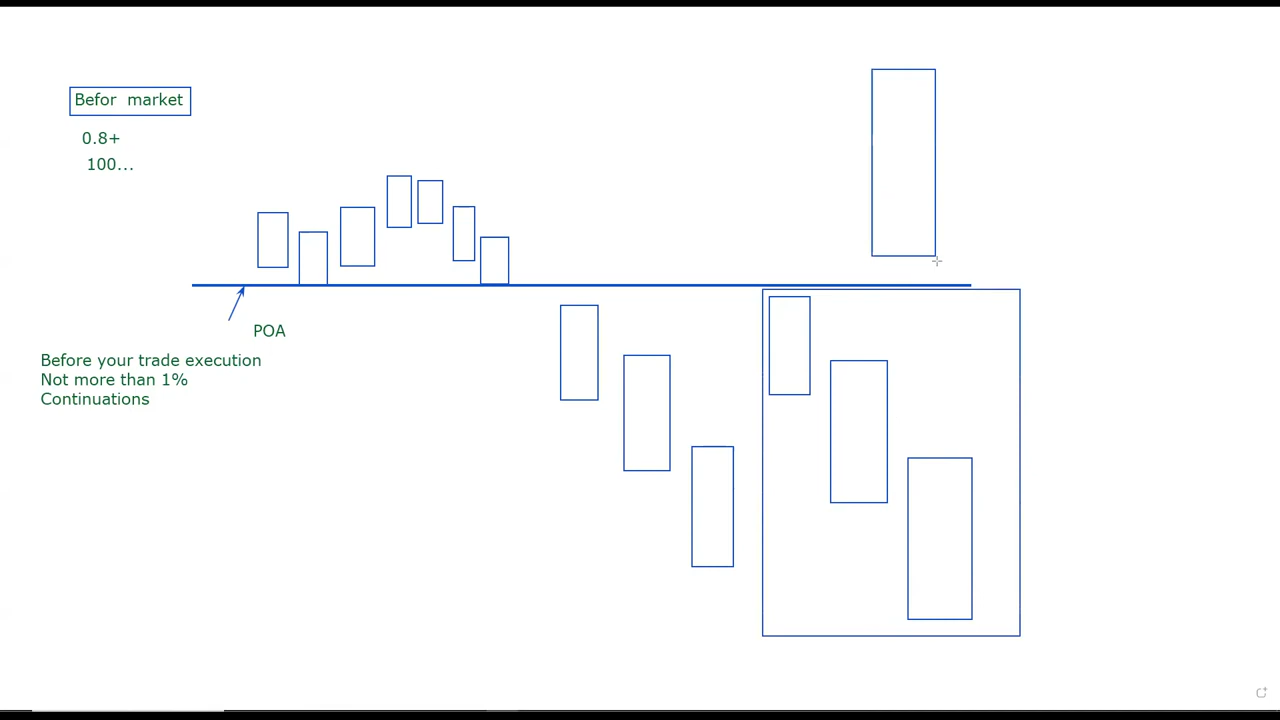 Befor  market
0.8+
100...
POA
Before your trade execution
Not more than 1%
Continuations